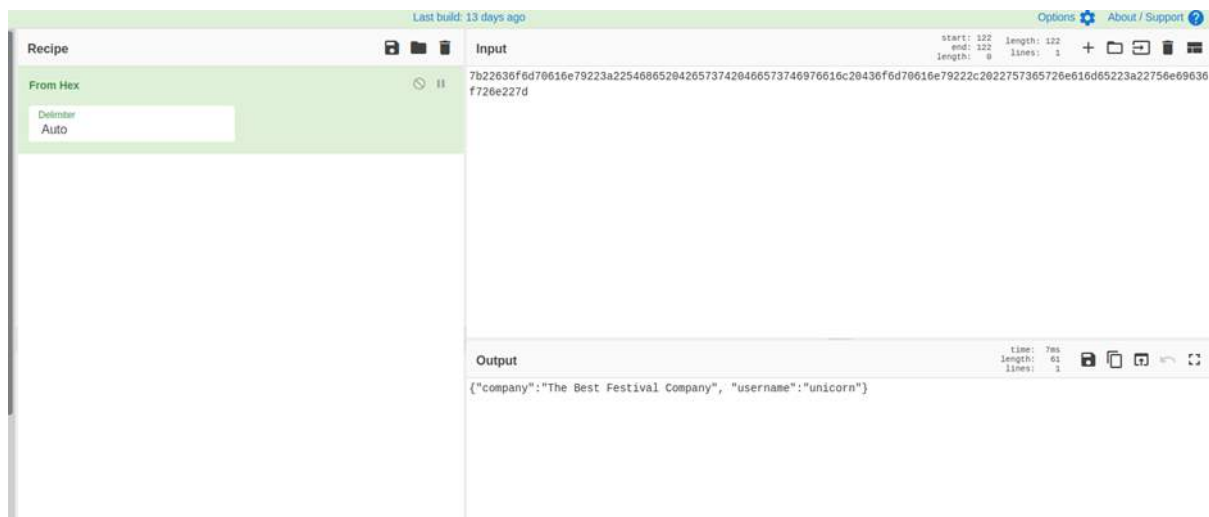 Last build: 13 days ago
Options
About / Support
Recipe
From Hex
Delimiter
Auto
Input
start: 122
end: 122
length: 0
length: 122
lines: 1
7b22636f6d70616e79223a22546865204265737420466573746976616c20436f6d70616e79222c2022757365726e616d65223a22756e69636
f726e227d
Output
time: 7ms
length: 61
lines: 1
{"company":"The Best Festival Company", "username":"unicorn"}